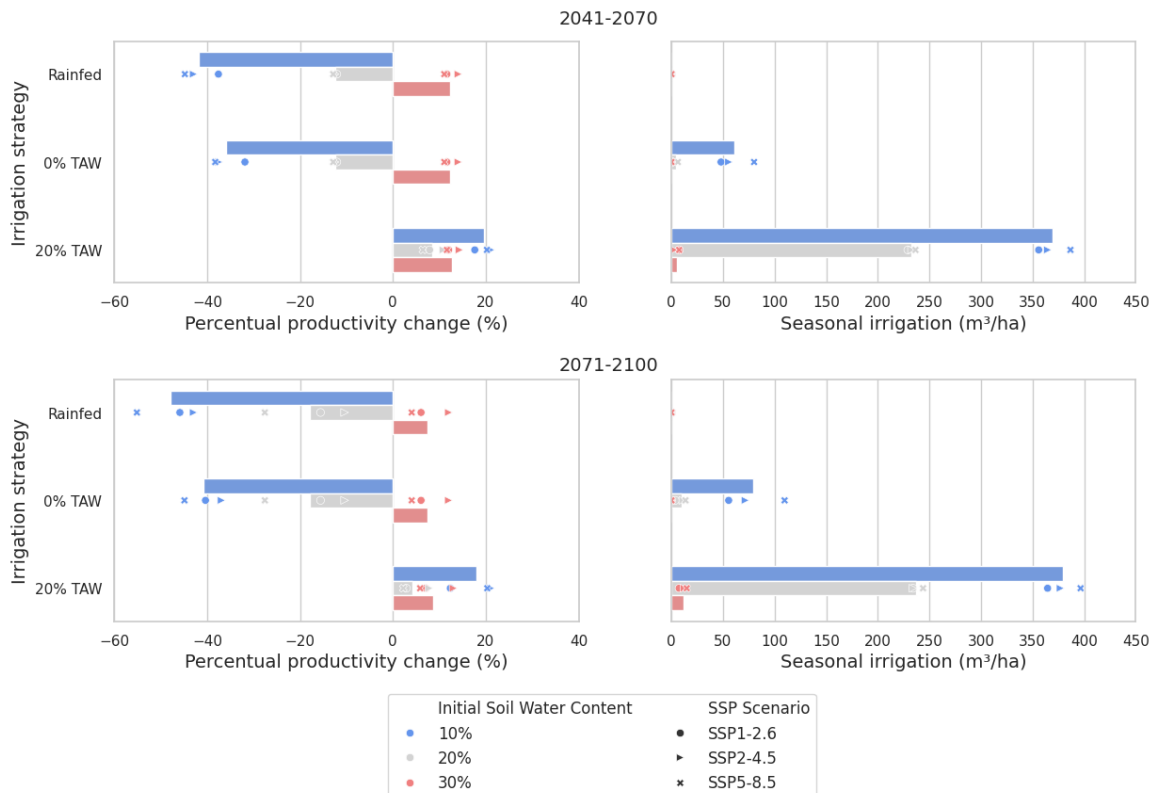 2041-2070
Irrigation strategy
Rainfed
0% TAW
20% TAW
−60 −40 −20 0 20 40
Percentual productivity change (%)
0 50 100 150 200 250 300 350 400 450
Seasonal irrigation (m³/ha)
2071-2100
Irrigation strategy
Rainfed
0% TAW
20% TAW
−60 −40 −20 0 20 40
Percentual productivity change (%)
0 50 100 150 200 250 300 350 400 450
Seasonal irrigation (m³/ha)
Initial Soil Water Content SSP Scenario
10% SSP1-2.6
20% SSP2-4.5
30% SSP5-8.5